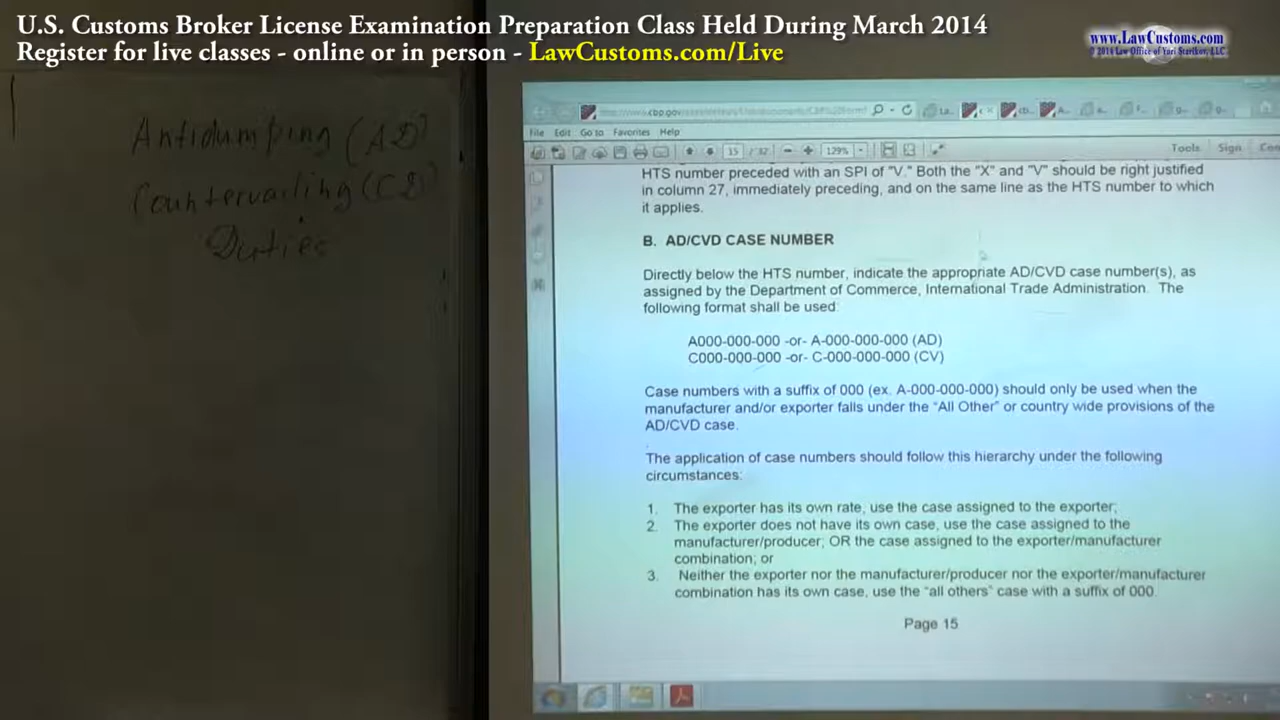 U.S. Customs Broker License Examination Preparation Class Held During March 2014
Register for live classes - online or in person - LawCustoms.com/Live
www.LawCustoms.com
© 2014 Law Office of Yuri Starikov, LLC
Antidumping (AD)
Countervailing (CD)
Duties
File Edit Go to Favorites Help
15 / 32 129% Tools Sign
HTS number preceded with an SPI of "V." Both the "X" and "V" should be right justified
in column 27, immediately preceding, and on the same line as the HTS number to which
it applies.
B. AD/CVD CASE NUMBER
Directly below the HTS number, indicate the appropriate AD/CVD case number(s), as
assigned by the Department of Commerce, International Trade Administration. The
following format shall be used:
A000-000-000 -or- A-000-000-000 (AD)
C000-000-000 -or- C-000-000-000 (CV)
Case numbers with a suffix of 000 (ex. A-000-000-000) should only be used when the
manufacturer and/or exporter falls under the "All Other" or country wide provisions of the
AD/CVD case.
The application of case numbers should follow this hierarchy under the following
circumstances:
1. The exporter has its own rate, use the case assigned to the exporter;
2. The exporter does not have its own case, use the case assigned to the
manufacturer/producer; OR the case assigned to the exporter/manufacturer
combination; or
3. Neither the exporter nor the manufacturer/producer nor the exporter/manufacturer
combination has its own case, use the "all others" case with a suffix of 000.
Page 15